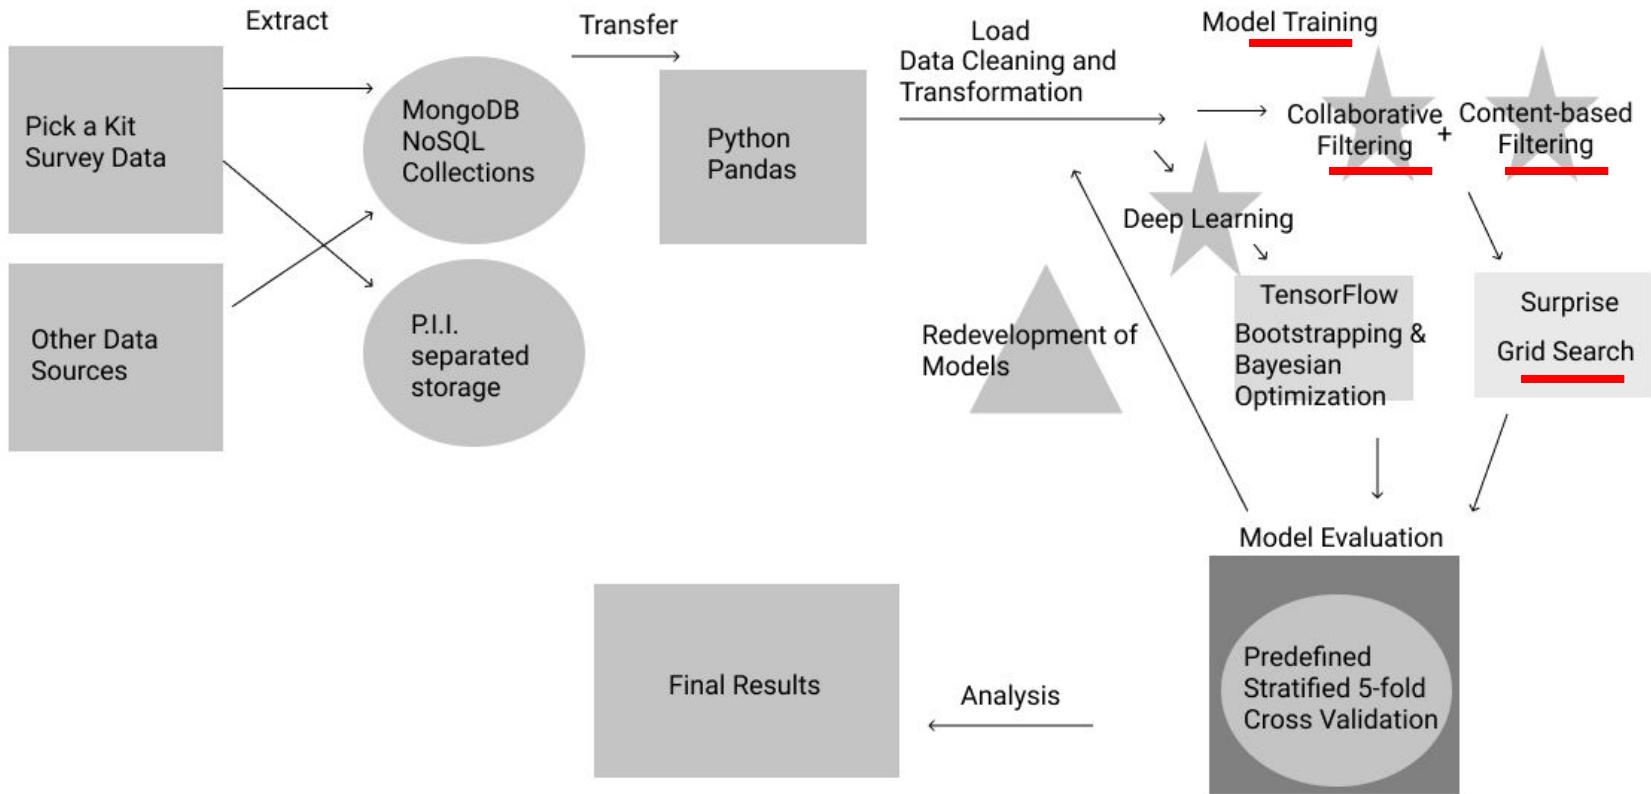 Extract
Transfer
Load
Data Cleaning and
Transformation
Model Training
Pick a Kit
Survey Data
MongoDB
NoSQL
Collections
Python
Pandas
Collaborative
Filtering
+
Content-based
Filtering
Deep Learning
Other Data
Sources
P.I.I.
separated
storage
Redevelopment of
Models
TensorFlow
Bootstrapping &
Bayesian
Optimization
Surprise
Grid Search
Model Evaluation
Predefined
Stratified 5-fold
Cross Validation
Analysis
Final Results